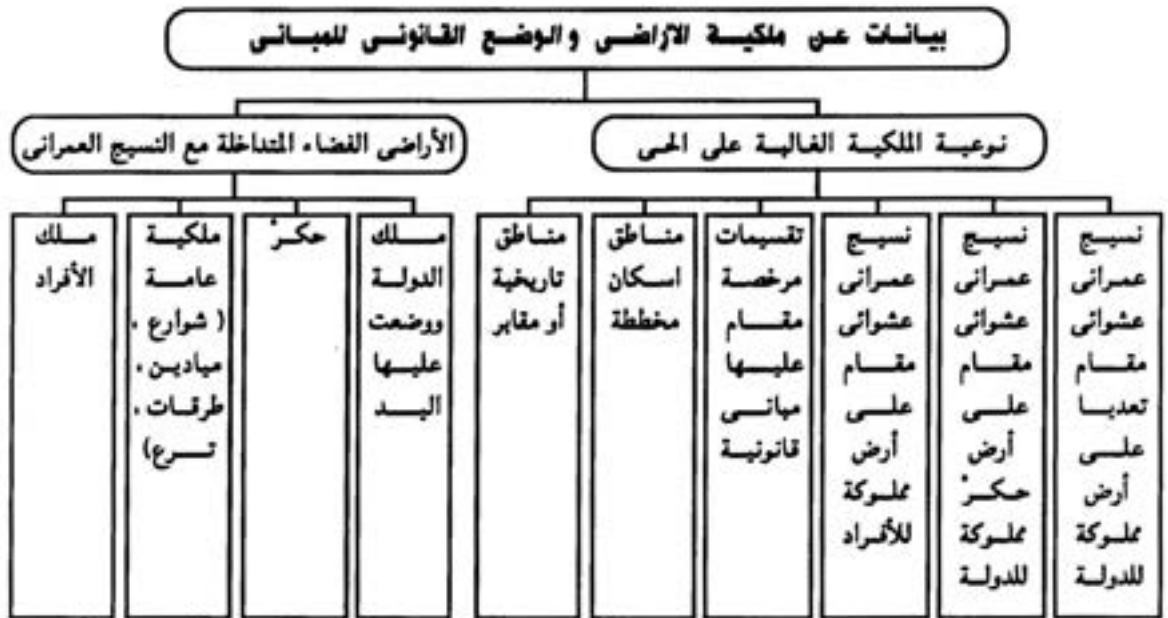 بيانات عن ملكية الاراضى والوضع القانونى للمبانى
نوعية الملكية الغالبة على الحى
الأراضى الفضاء المتداخلة مع النسيج العمرانى
نسيج
عمرانى
عشوائى
مقام
تعديا
على
أرض
مملوكة
للدولة
نسيج
عمرانى
عشوائى
مقام
على
أرض
حكر*
مملوكة
للدولة
نسيج
عمرانى
عشوائى
مقام
على
أرض
مملوكة
للأفراد
تقسيمات
مرخصة
مقام
عليها
مبانى
قانونية
مناطق
اسكان
مخططة
مناطق
تاريخية
أو مقابر
ملك
الدولة
ووضعت
عليها
اليد
حكر*
ملكية
عامة
( شوارع ،
ميادين ،
طرقات ،
ترع)
ملك
الأفراد